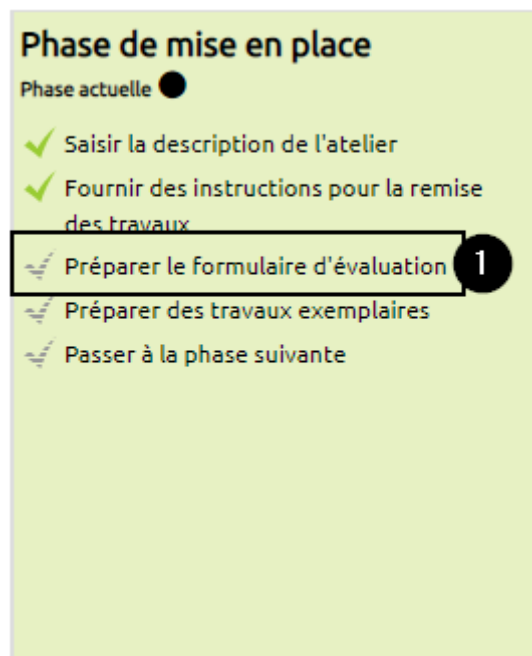 Phase de mise en place
Phase actuelle
Saisir la description de l'atelier
Fournir des instructions pour la remise
des travaux
Préparer le formulaire d'évaluation 1
Préparer des travaux exemplaires
Passer à la phase suivante